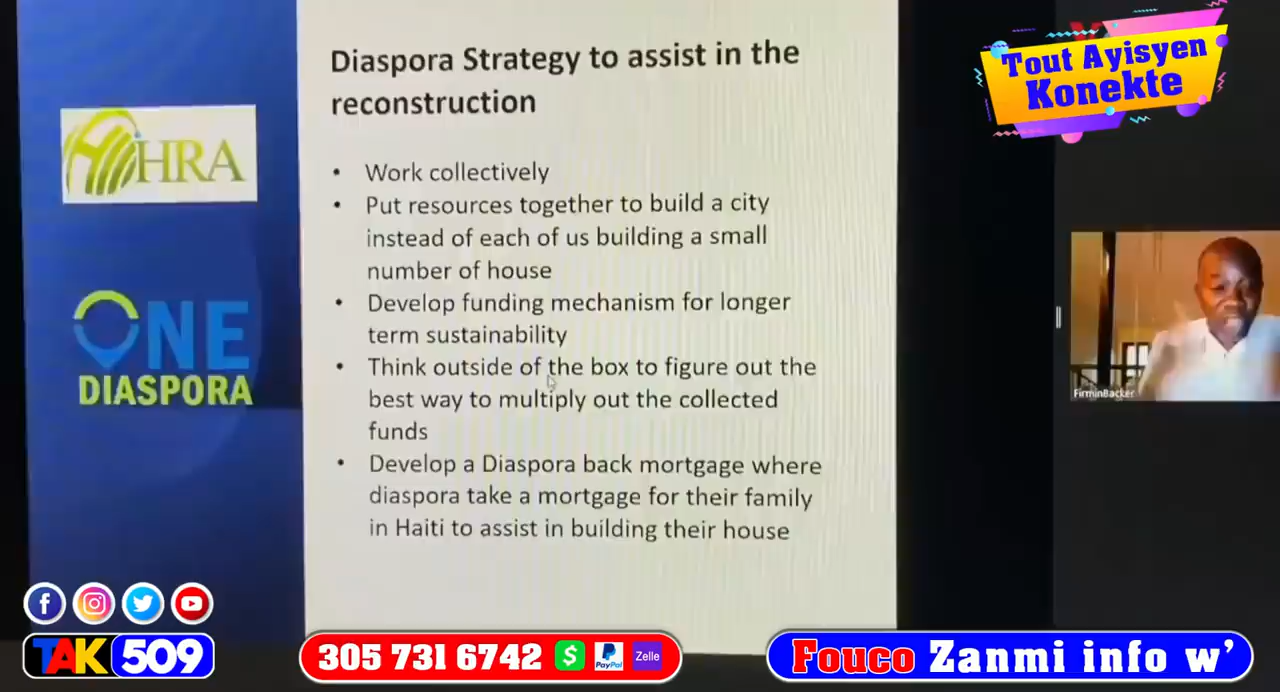 Diaspora Strategy to assist in the
reconstruction
HRA
ONE
DIASPORA
• Work collectively
• Put resources together to build a city
instead of each of us building a small
number of house
• Develop funding mechanism for longer
term sustainability
• Think outside of the box to figure out the
best way to multiply out the collected
funds
• Develop a Diaspora back mortgage where
diaspora take a mortgage for their family
in Haiti to assist in building their house
Tout Ayisyen
Konekte
FirminBacker
TAK 509
305 731 6742 $ PayPal Zelle
Fouco Zanmi info w'